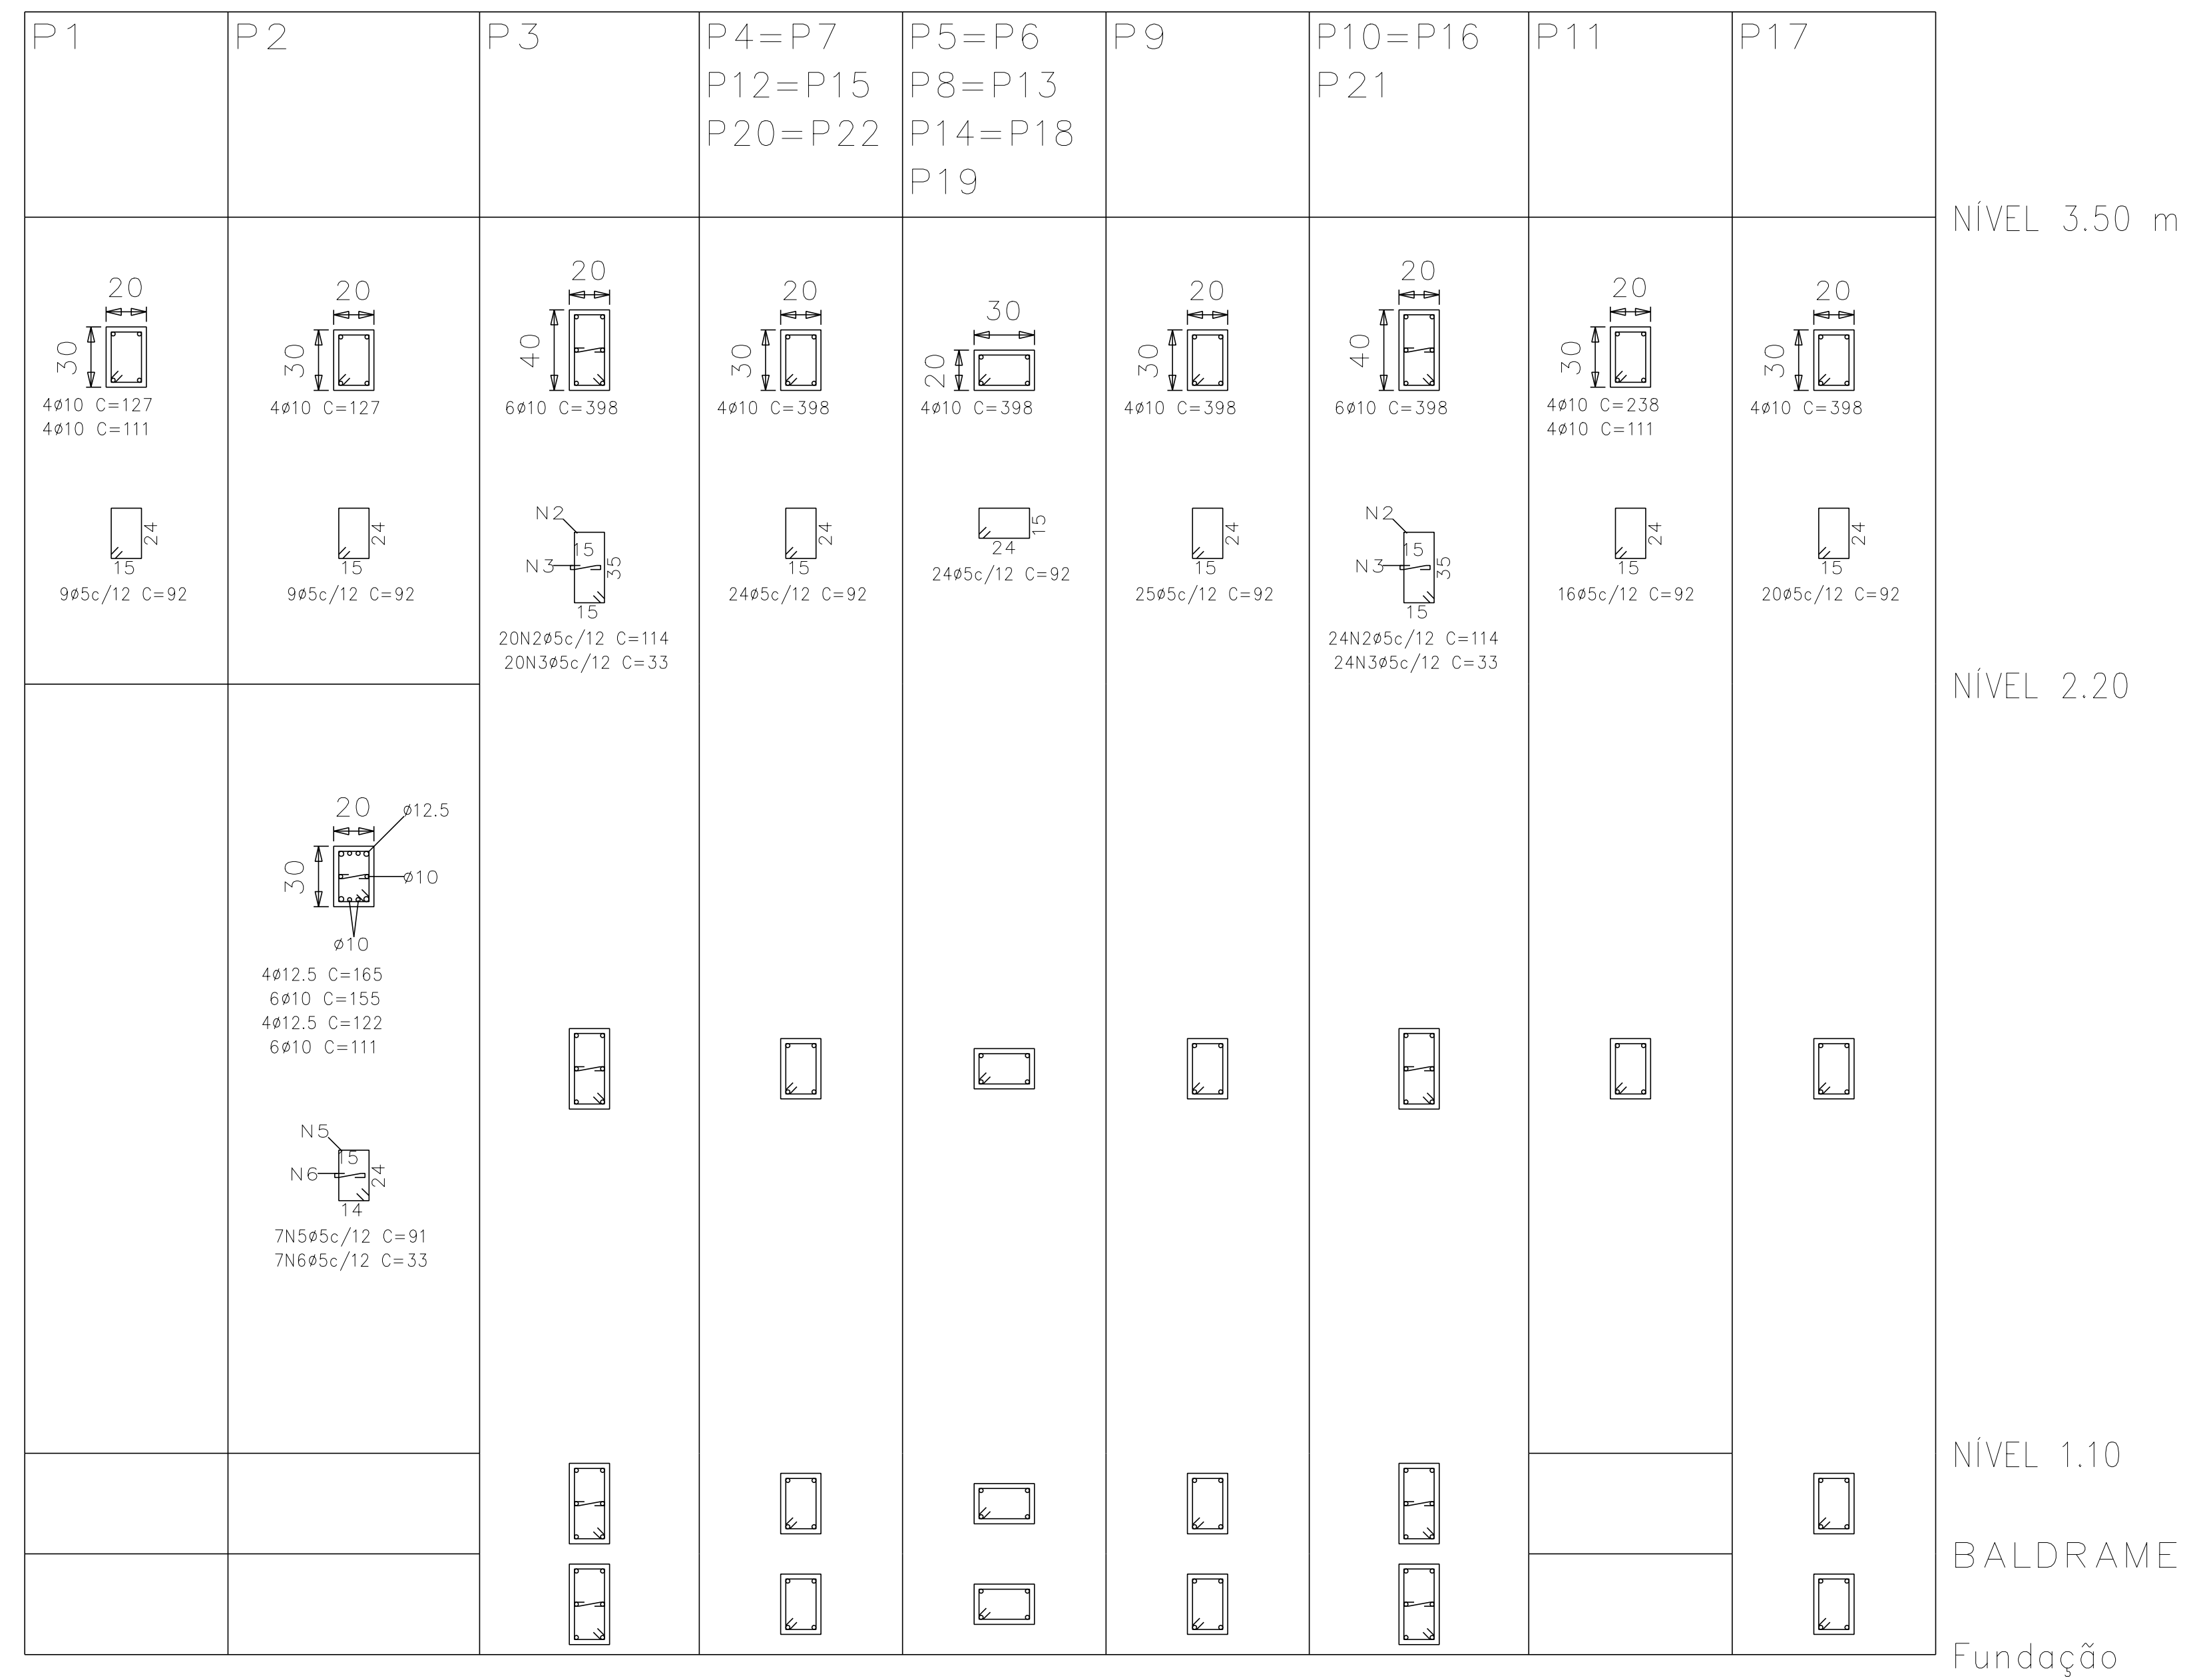 P1
P2
P3
P4=P7
P12=P15
P20=P22
P5=P6
P8=P13
P14=P18
P19
P9
P10=P16
P21
P11
P17
NÍVEL 3.50 m
20
30
4ø10 C=127
4ø10 C=111
24
15
9ø5c/12 C=92
20
30
4ø10 C=127
24
15
9ø5c/12 C=92
20
40
6ø10 C=398
N2
15
N3
35
15
20N2ø5c/12 C=114
20N3ø5c/12 C=33
20
30
4ø10 C=398
24
15
24ø5c/12 C=92
30
20
4ø10 C=398
15
24
24ø5c/12 C=92
20
30
4ø10 C=398
24
15
25ø5c/12 C=92
20
40
6ø10 C=398
N2
15
N3
35
15
24N2ø5c/12 C=114
24N3ø5c/12 C=33
20
30
4ø10 C=238
4ø10 C=111
24
15
16ø5c/12 C=92
20
30
4ø10 C=398
24
15
20ø5c/12 C=92
NÍVEL 2.20
20
ø12.5
30
ø10
ø10
4ø12.5 C=165
6ø10 C=155
4ø12.5 C=122
6ø10 C=111
N5
15
N6
24
14
7N5ø5c/12 C=91
7N6ø5c/12 C=33
NÍVEL 1.10
BALDRAME
Fundação